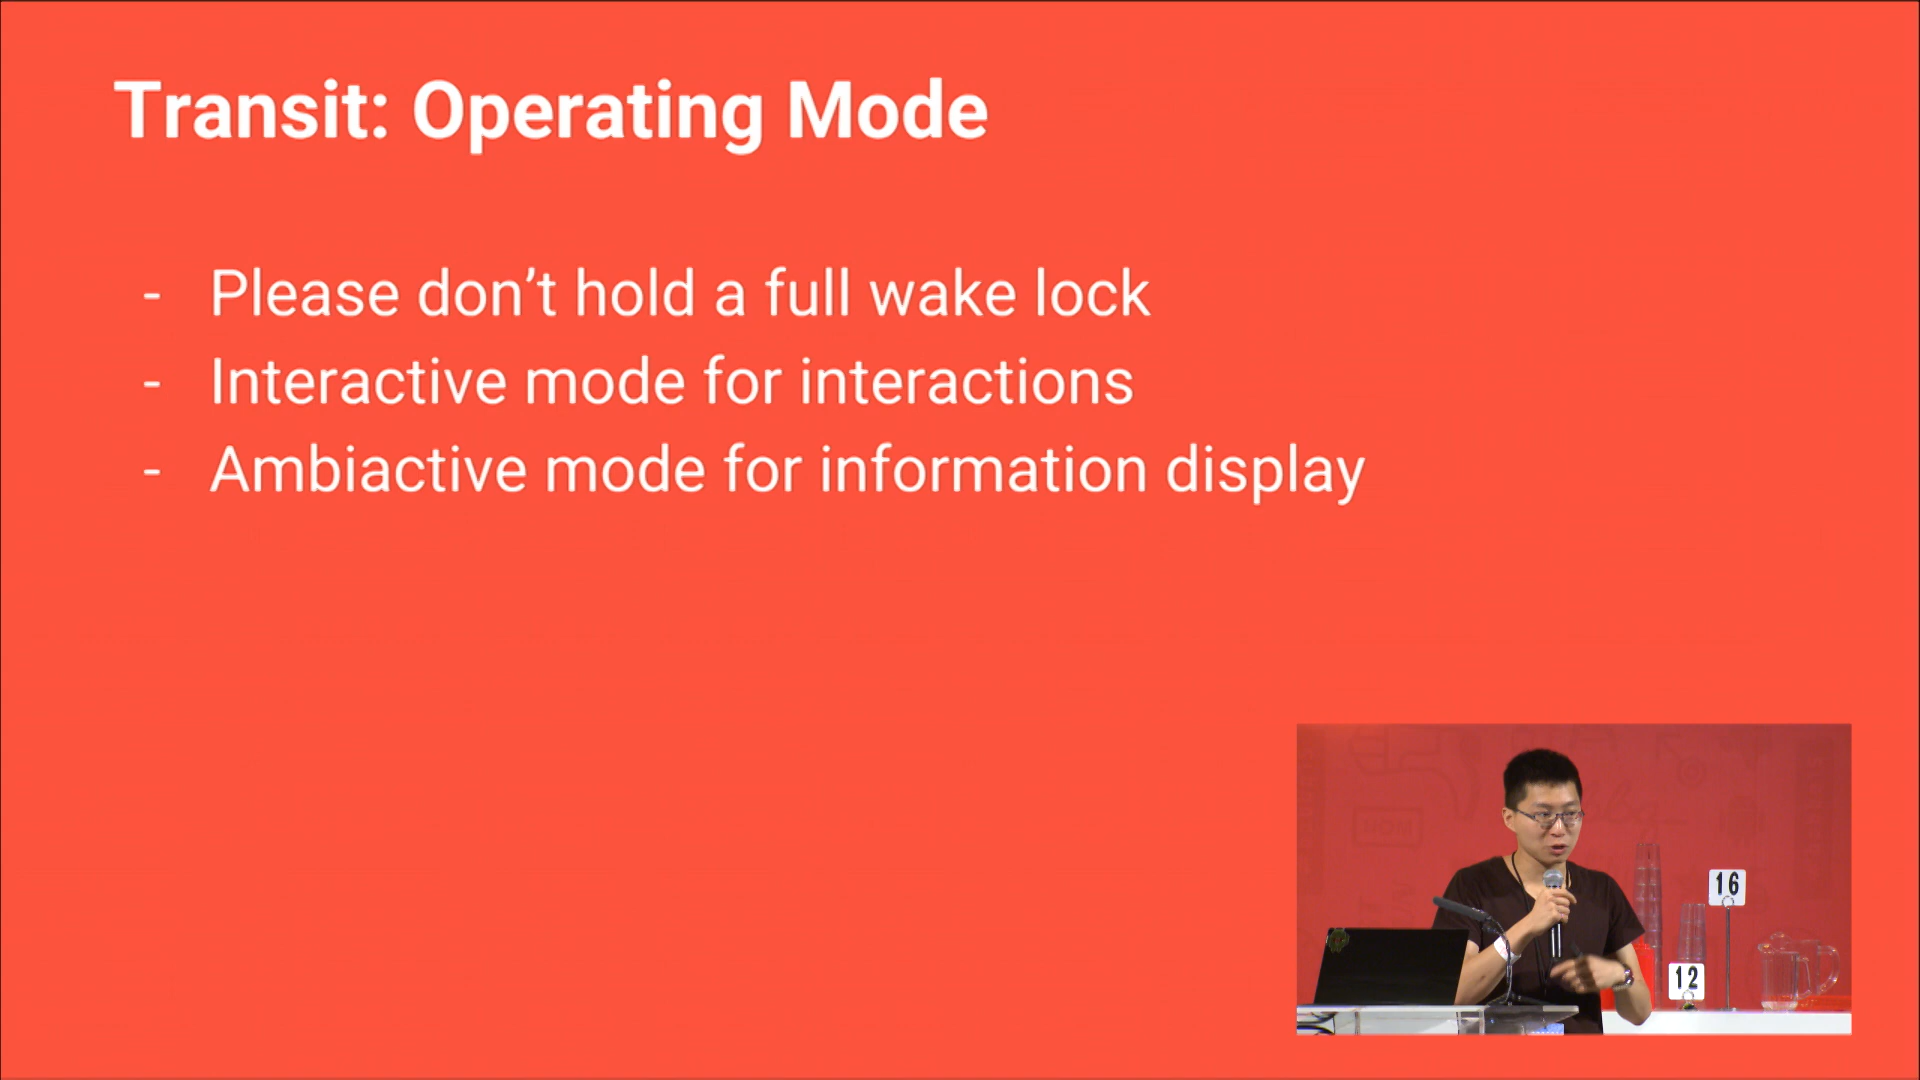 Transit: Operating Mode
- Please don't hold a full wake lock
- Interactive mode for interactions
- Ambiactive mode for information display
16
12